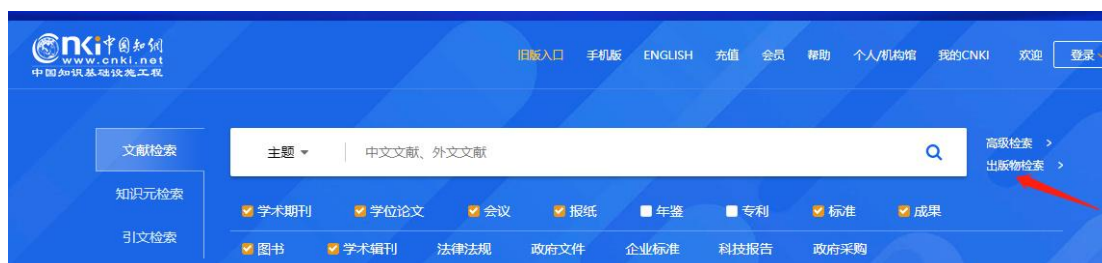 cnki中国知网
www.cnki.net
中国知识基础设施工程
旧版入口 手机版 ENGLISH 充值 会员 帮助 个人/机构馆 我的CNKI 欢迎 登录
文献检索
主题 中文文献、外文文献
高级检索 >
出版物检索 >
知识元检索
学术期刊 学位论文 会议 报纸 年鉴 专利 标准 成果
引文检索
图书 学术辑刊 法律法规 政府文件 企业标准 科技报告 政府采购